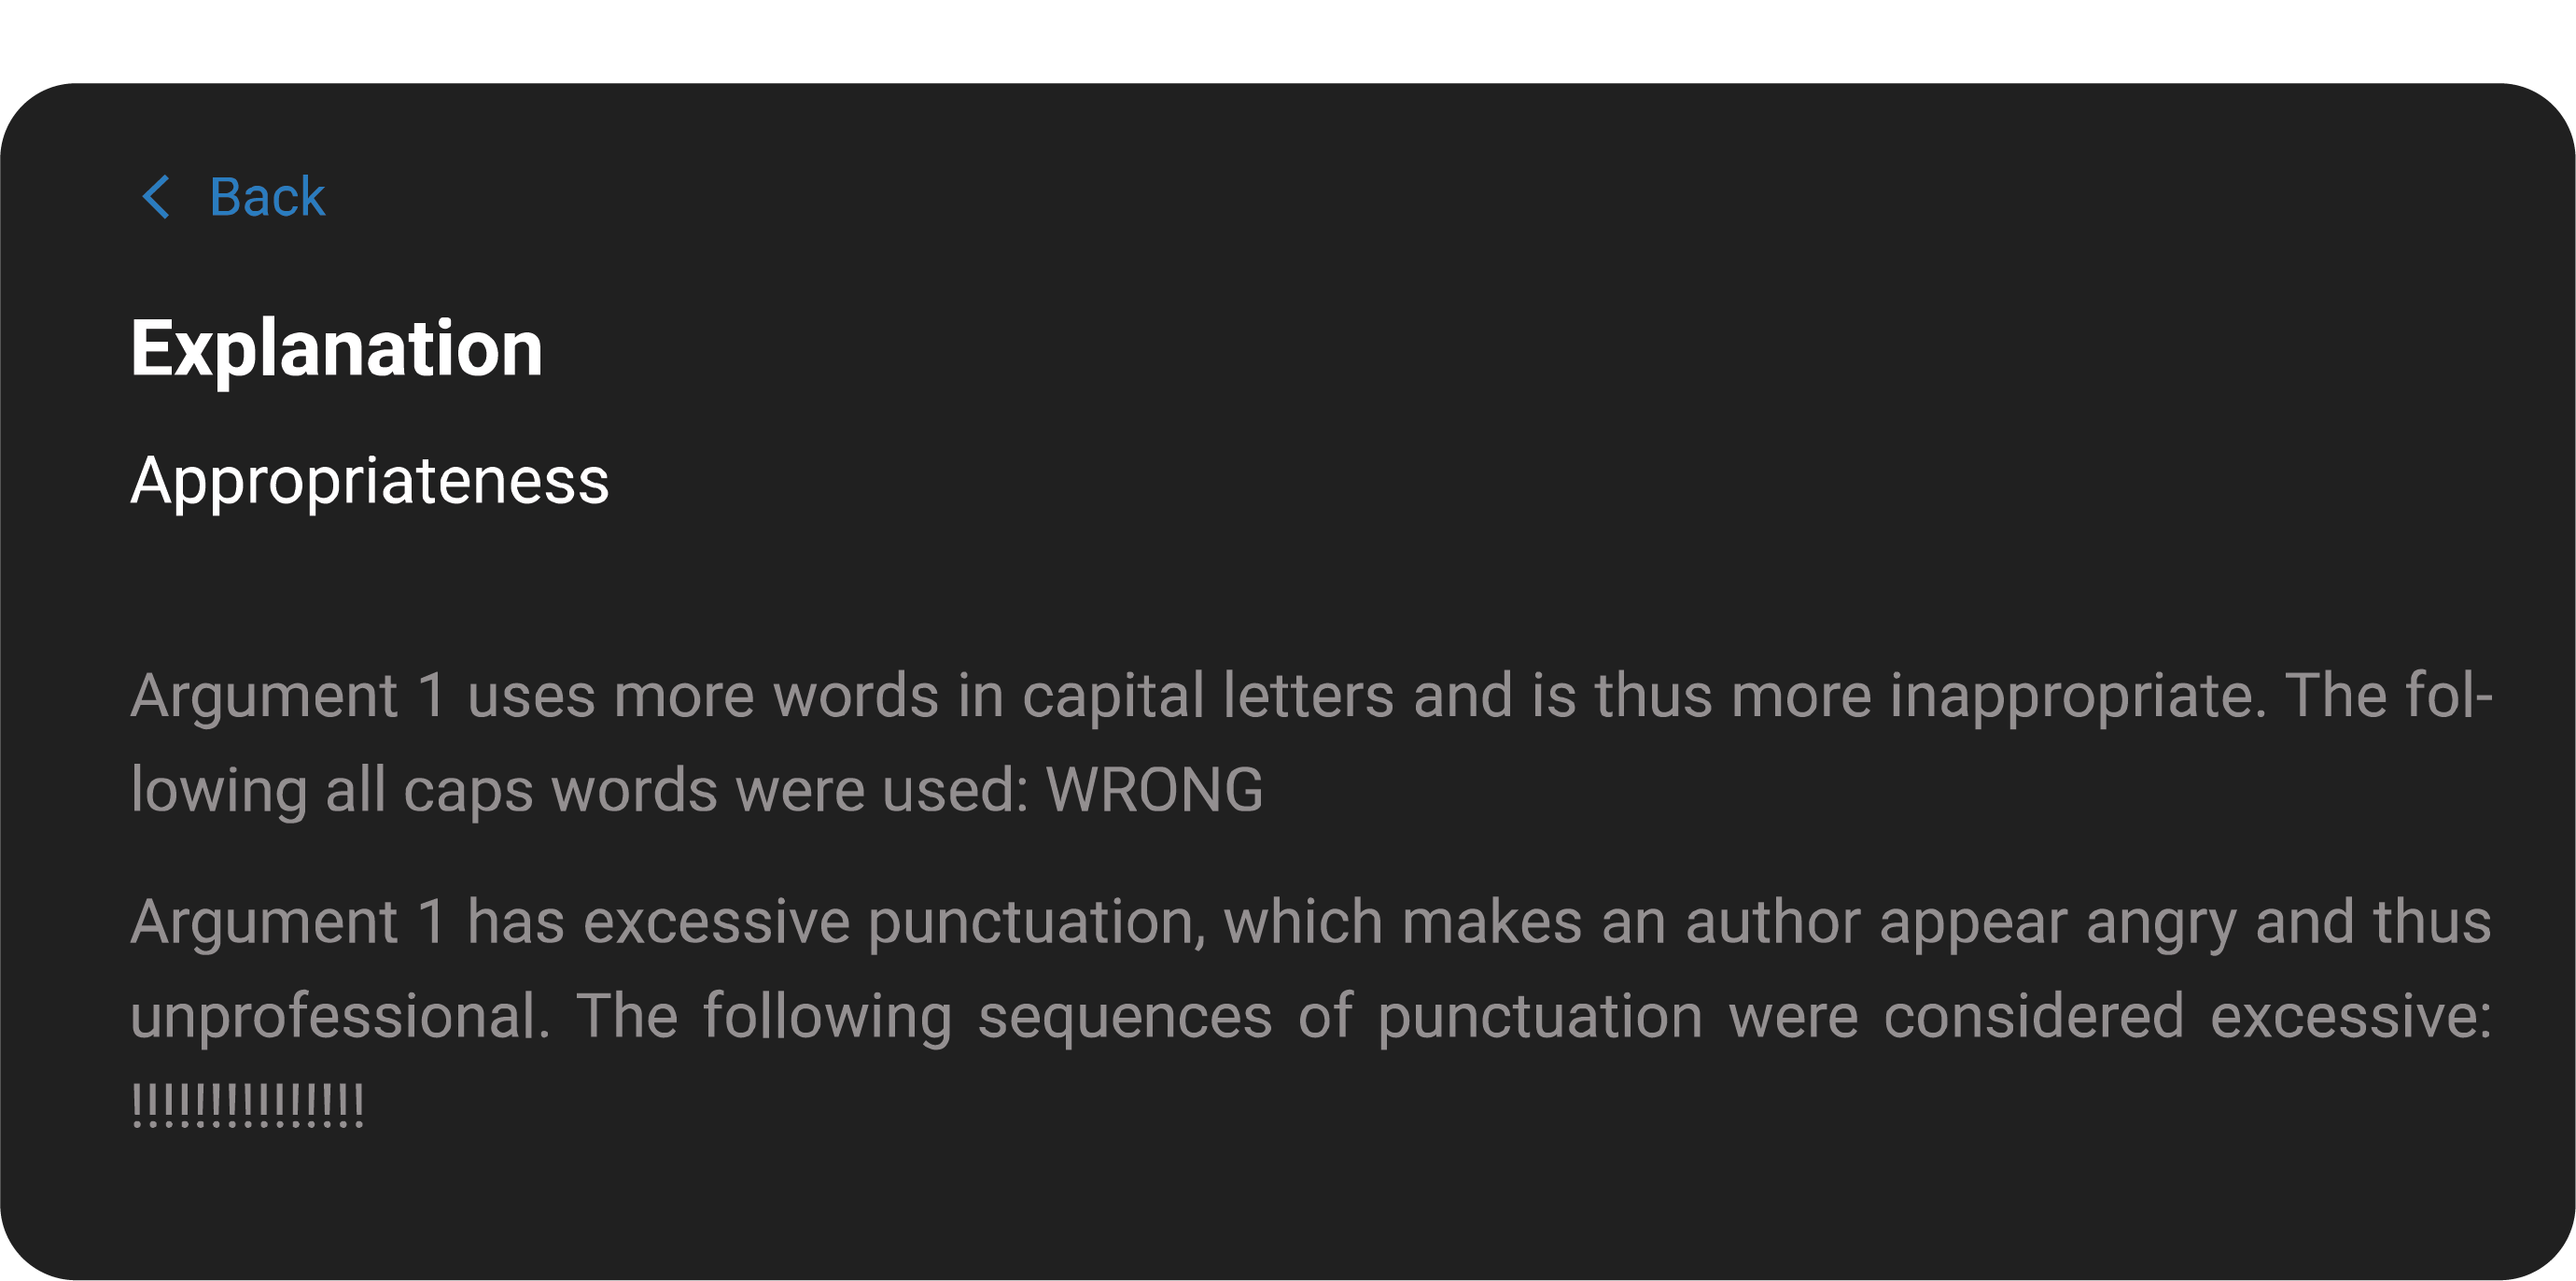 Back
Explanation
Appropriateness
Argument 1 uses more words in capital letters and is thus more inappropriate. The fol-
lowing all caps words were used: WRONG
Argument 1 has excessive punctuation, which makes an author appear angry and thus
unprofessional. The following sequences of punctuation were considered excessive:
!!!!!!!!!!!!!!!